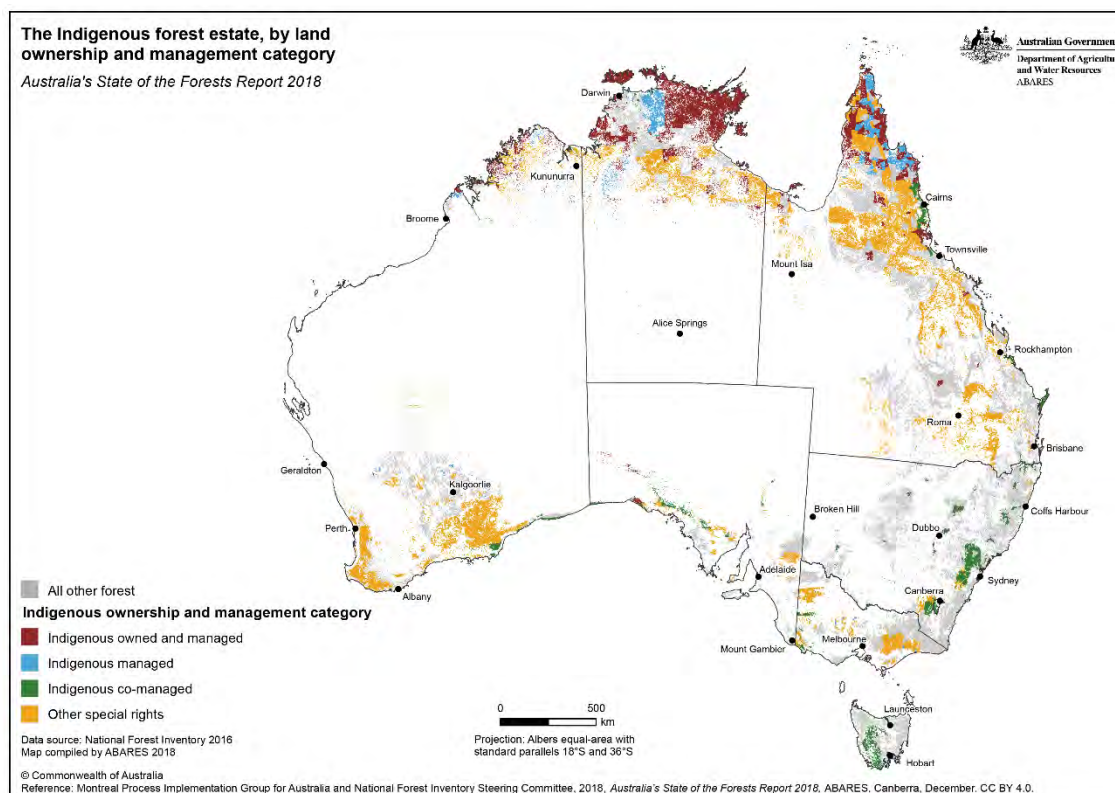 The Indigenous forest estate, by land
ownership and management category
Australia's State of the Forests Report 2018
Australian Government
Department of Agriculture
and Water Resources
ABARES
Darwin
Kununurra
Broome
Cairns
Townsville
Mount Isa
Alice Springs
Rockhampton
Roma
Brisbane
Geraldton
Kalgoorlie
Perth
Albany
Broken Hill
Coffs Harbour
Dubbo
Adelaide
Sydney
Canberra
Mount Gambier
Melbourne
Launceston
Hobart
All other forest
Indigenous ownership and management category
Indigenous owned and managed
Indigenous managed
Indigenous co-managed
Other special rights
0 500
km
Projection: Albers equal-area with
standard parallels 18°S and 36°S
Data source: National Forest Inventory 2016
Map compiled by ABARES 2018
© Commonwealth of Australia
Reference: Montreal Process Implementation Group for Australia and National Forest Inventory Steering Committee, 2018, Australia's State of the Forests Report 2018, ABARES, Canberra, December. CC BY 4.0.